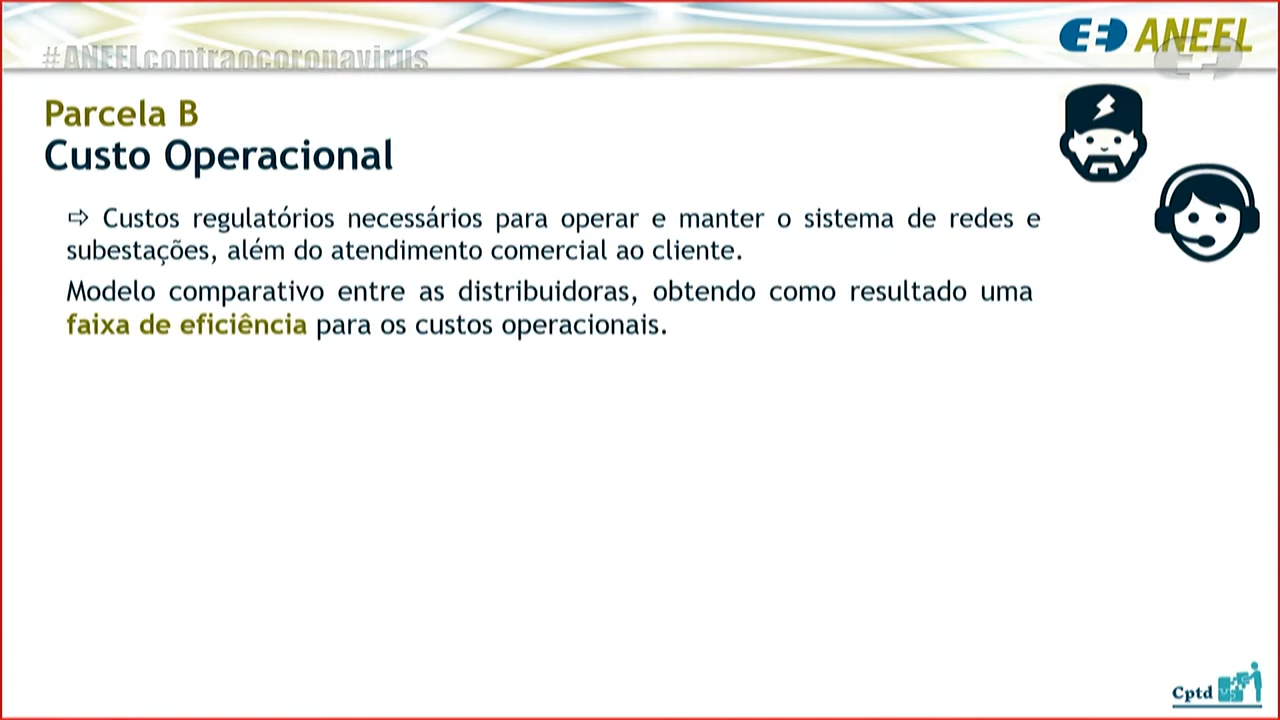 #ANEELcontraocoronavirus
ANEEL
Parcela B
Custo Operacional
⇨ Custos regulatórios necessários para operar e manter o sistema de redes e
subestações, além do atendimento comercial ao cliente.
Modelo comparativo entre as distribuidoras, obtendo como resultado uma
faixa de eficiência para os custos operacionais.
Cptd